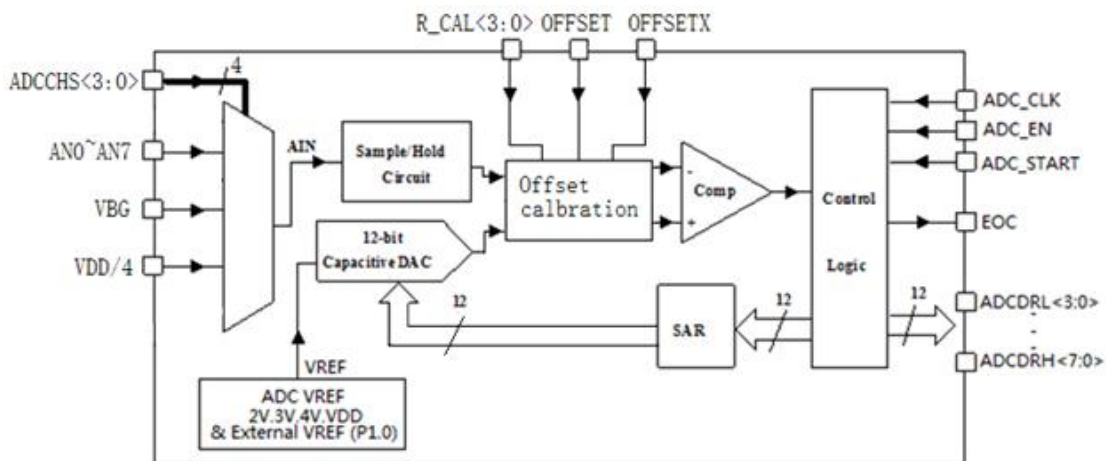 R_CAL<3:0> OFFSET OFFSETX
ADCCHS<3:0>
4
ADC_CLK
ADC_EN
ADC_START
AN0~AN7
AIN
Sample/Hold
Circuit
Offset
calbration
-
Comp
+
Control
Logic
VBG
EOC
VDD/4
12-bit
Capacitive DAC
12
SAR
12
12
ADCDRL<3:0>
-
-
ADCDRH<7:0>
VREF
ADC VREF
2V.3V,4V,VDD
& External VREF (P1.0)